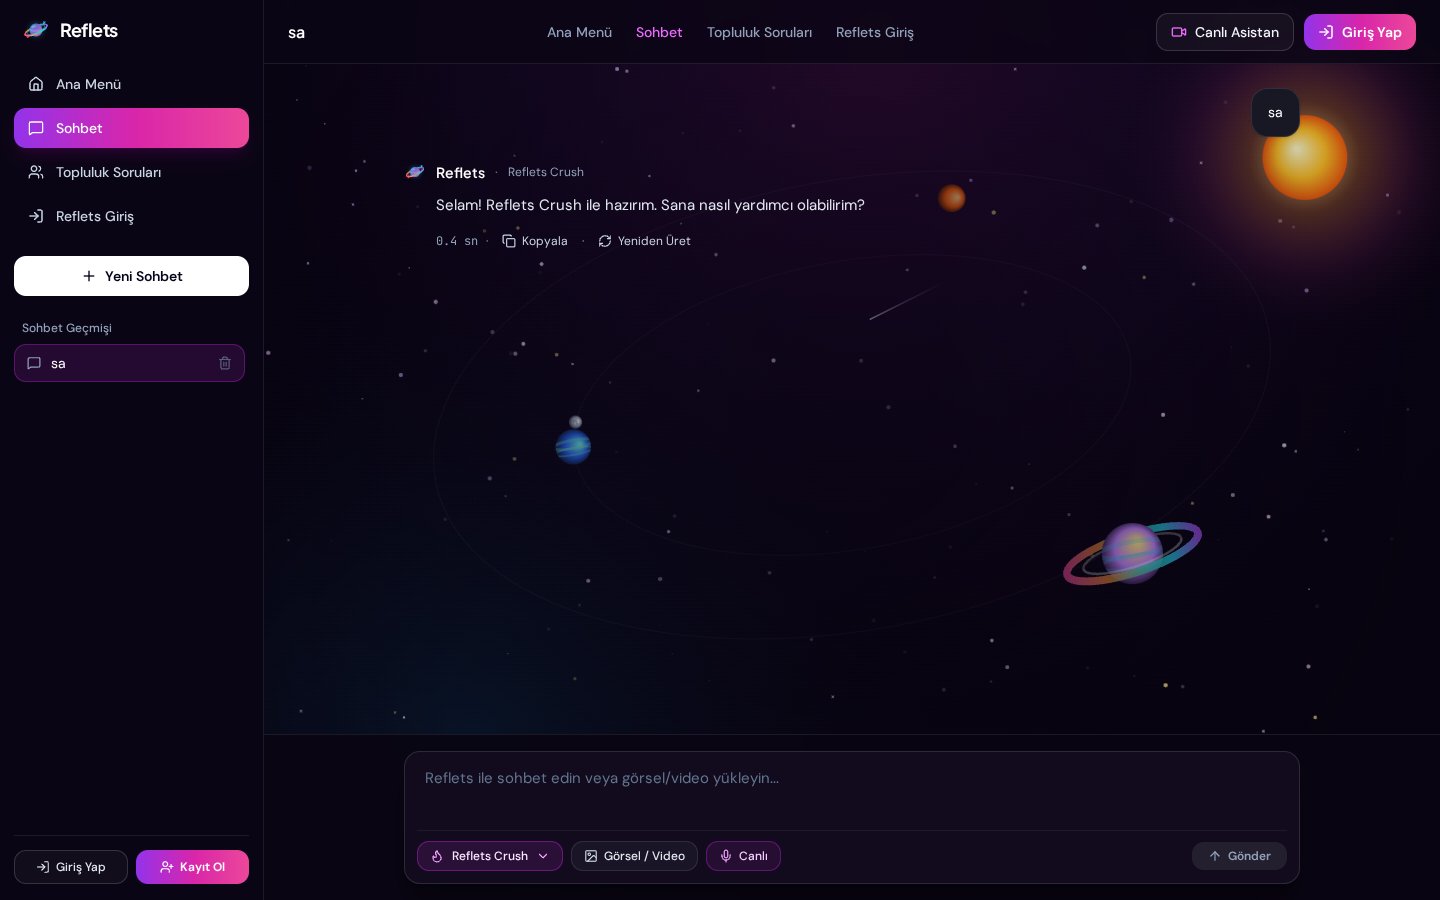 Reflets
Ana Menü
Sohbet
Topluluk Soruları
Reflets Giriş
Yeni Sohbet
Sohbet Geçmişi
sa
Giriş Yap
Kayıt Ol
sa
Ana Menü
Sohbet
Topluluk Soruları
Reflets Giriş
Canlı Asistan
Giriş Yap
sa
Reflets · Reflets Crush
Selam! Reflets Crush ile hazırım. Sana nasıl yardımcı olabilirim?
0.4 sn · Kopyala · Yeniden Üret
Reflets ile sohbet edin veya görsel/video yükleyin...
Reflets Crush
Görsel / Video
Canlı
Gönder